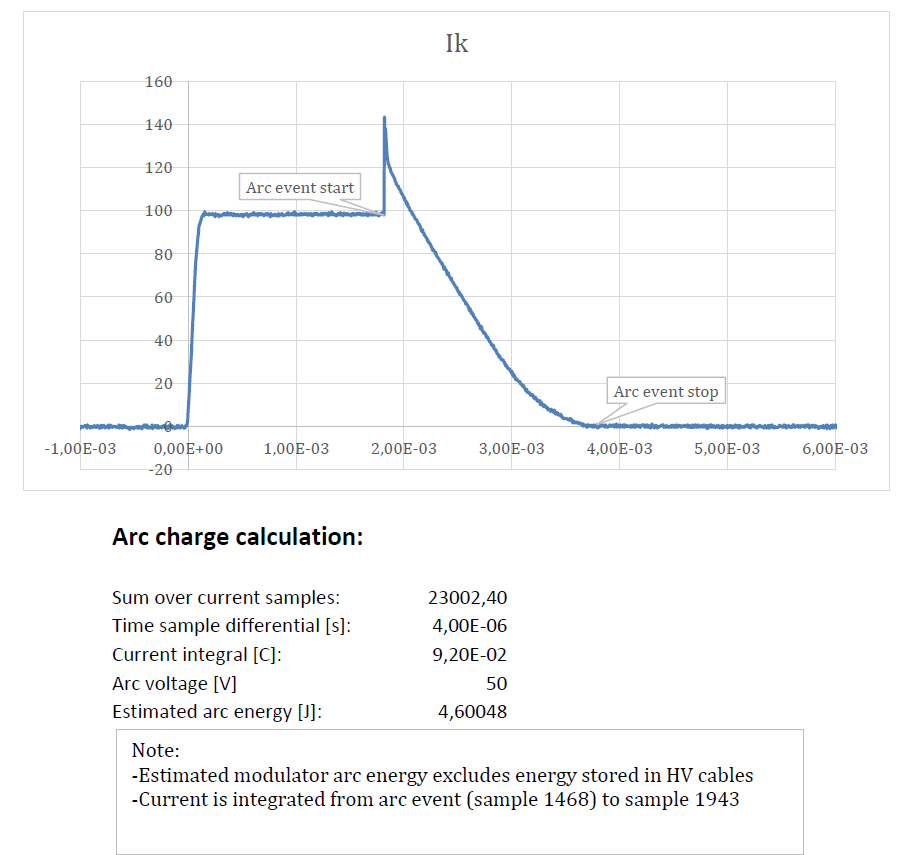 Ik
160
140
120
Arc event start
100
80
60
40
20
Arc event stop
0
-1,00E-03 0,00E+00 1,00E-03 2,00E-03 3,00E-03 4,00E-03 5,00E-03 6,00E-03
-20
Arc charge calculation:
Sum over current samples: 23002,40
Time sample differential [s]: 4,00E-06
Current integral [C]: 9,20E-02
Arc voltage [V] 50
Estimated arc energy [J]: 4,60048
Note:
-Estimated modulator arc energy excludes energy stored in HV cables
-Current is integrated from arc event (sample 1468) to sample 1943